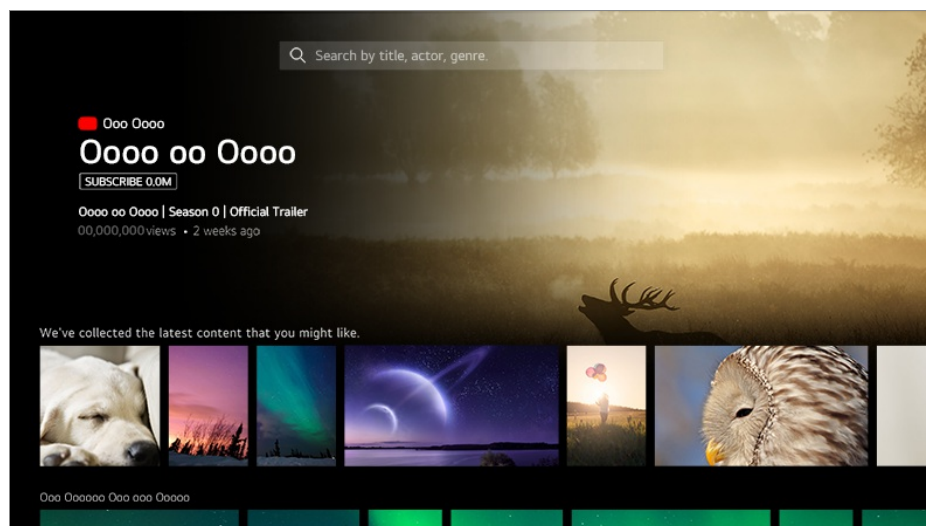 Search by title, actor, genre.
Ooo Oooo
Oooo oo Oooo
SUBSCRIBE 0.0M
Oooo oo Oooo | Season 0 | Official Trailer
00,000,000 views • 2 weeks ago
We've collected the latest content that you might like.
Ooo Oooooo Ooo ooo Ooooo